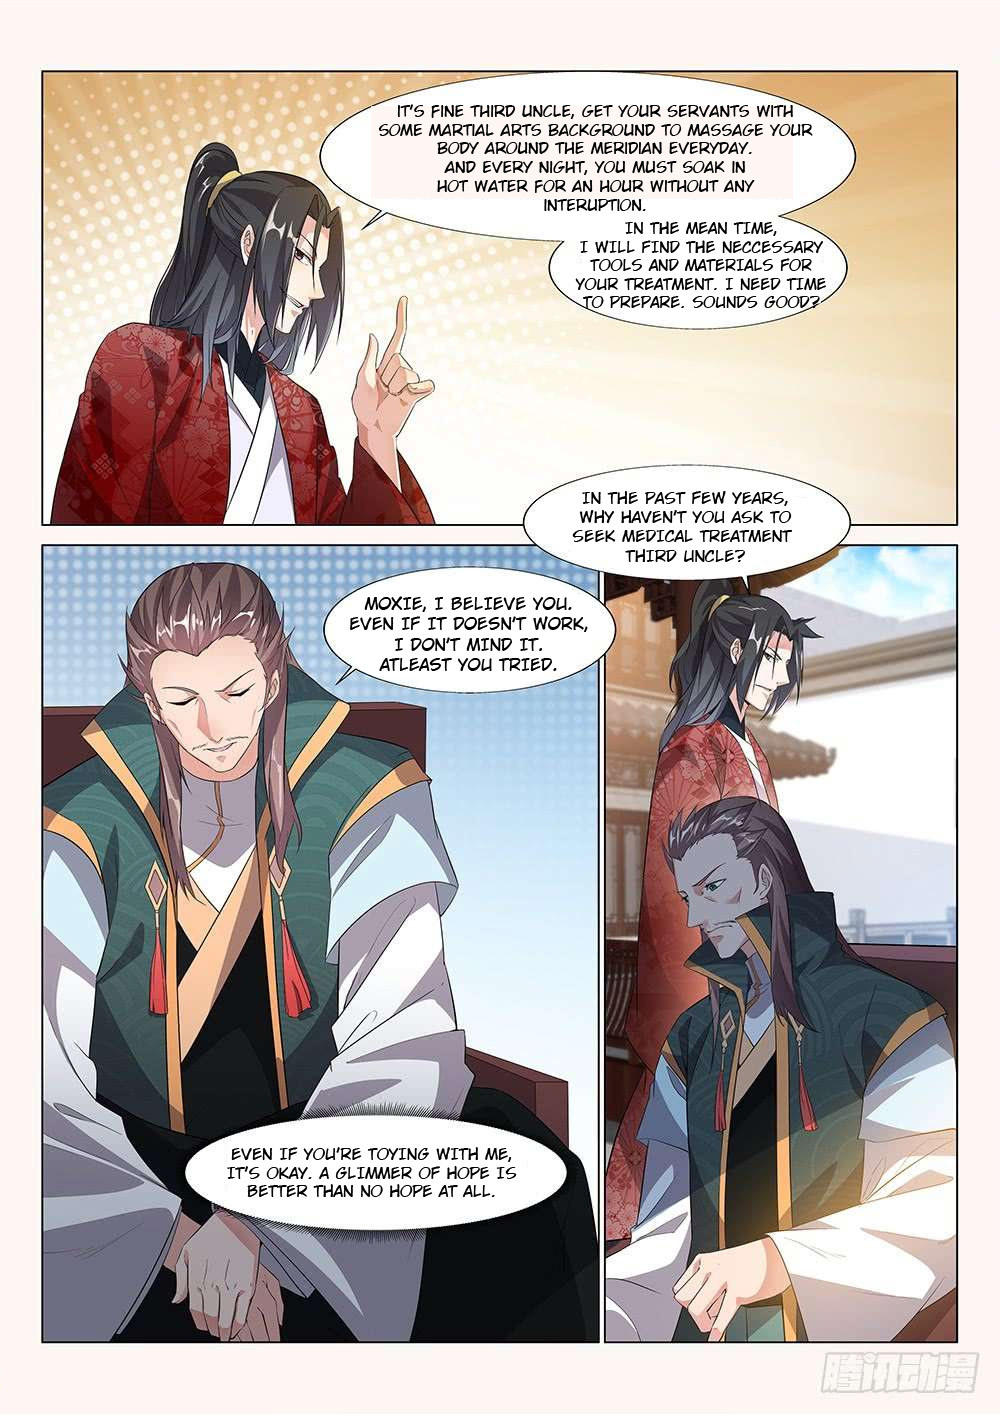 IT'S FINE THIRD UNCLE, GET YOUR SERVANTS WITH
SOME MARTIAL ARTS BACKGROUND TO MASSAGE YOUR
BODY AROUND THE MERIDIAN EVERYDAY.
AND EVERY NIGHT, YOU MUST SOAK IN
HOT WATER FOR AN HOUR WITHOUT ANY
INTERUPTION.
IN THE MEAN TIME,
I WILL FIND THE NECCESSARY
TOOLS AND MATERIALS FOR
YOUR TREATMENT. I NEED TIME
TO PREPARE. SOUNDS GOOD?
MOXIE, I BELIEVE YOU.
EVEN IF IT DOESN'T WORK,
I DON'T MIND IT.
ATLEAST YOU TRIED.
EVEN IF YOU'RE TOYING WITH ME,
IT'S OKAY. A GLIMMER OF HOPE IS
BETTER THAN NO HOPE AT ALL.
IN THE PAST FEW YEARS,
WHY HAVEN'T YOU ASK TO
SEEK MEDICAL TREATMENT
THIRD UNCLE?
腾讯动漫